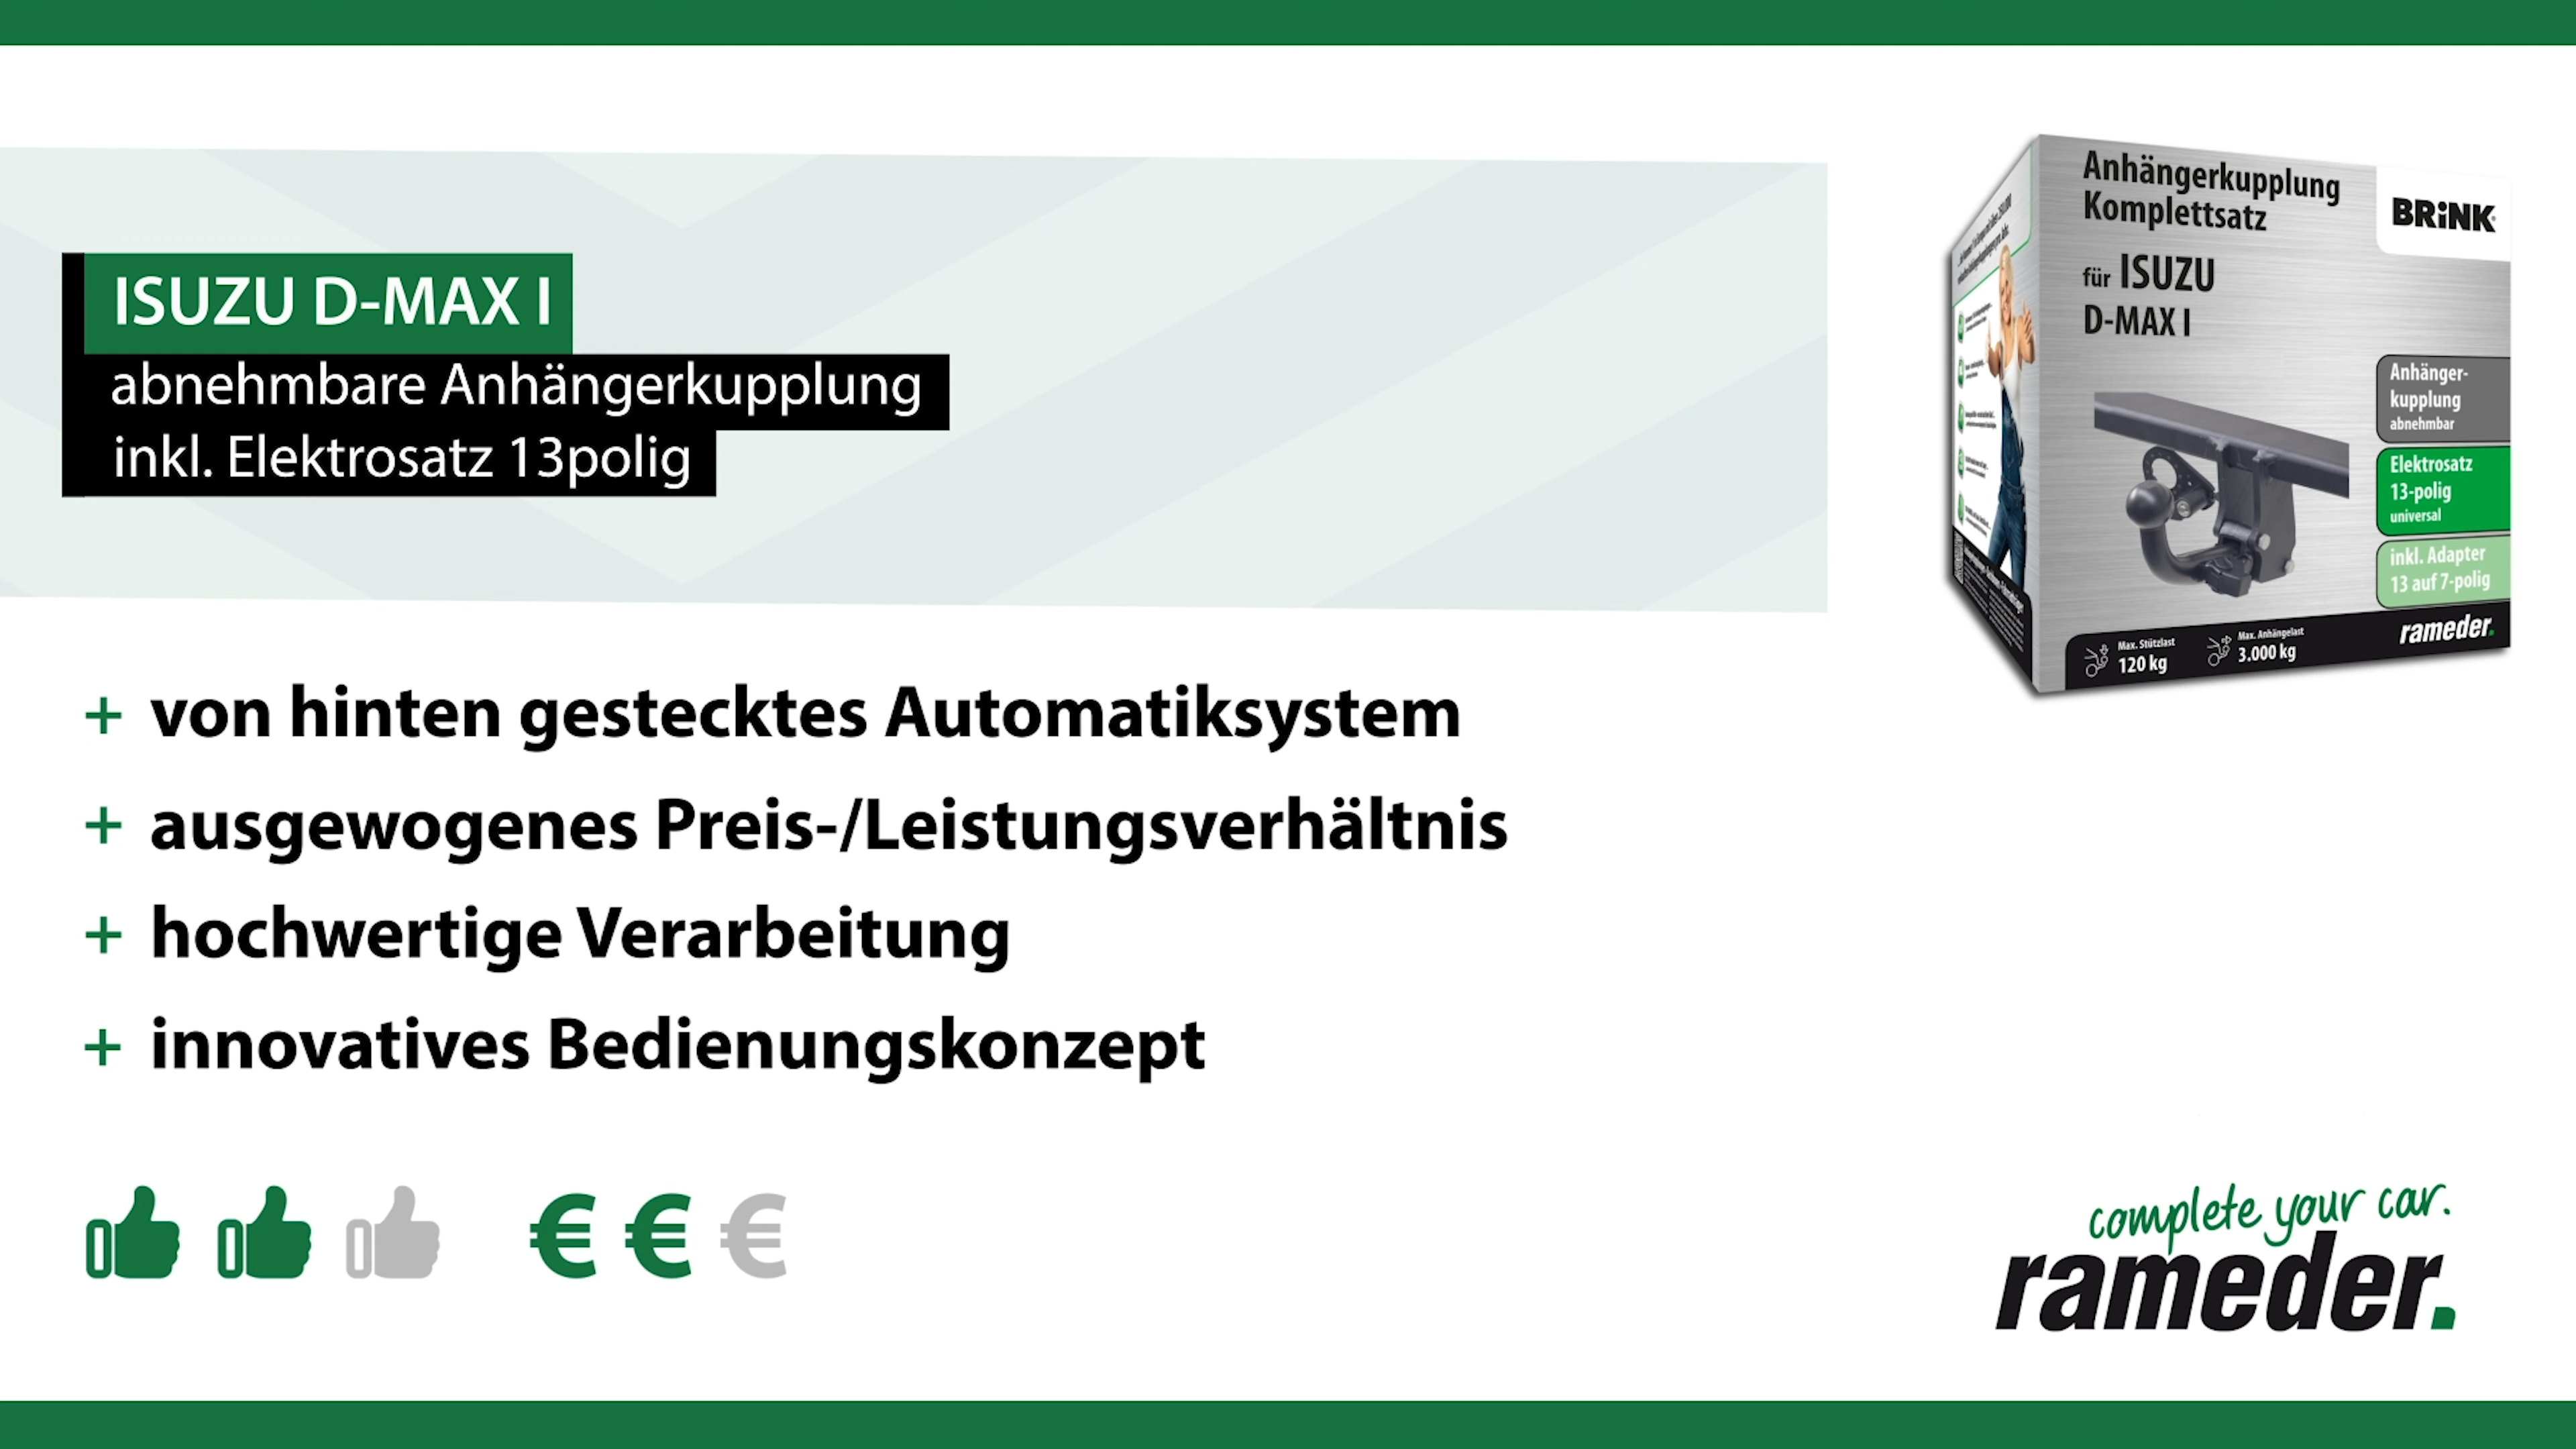 ISUZU D-MAX I
abnehmbare Anhängerkupplung
inkl. Elektrosatz 13polig
Anhängerkupplung
Komplettsatz
BRiNK
für ISUZU
D-MAX I
Anhänger-
kupplung
abnehmbar
Elektrosatz
13-polig
universal
inkl. Adapter
13 auf 7-polig
Max. Stützlast
120 kg
Max. Anhängelast
3.000 kg
rameder.
+ von hinten gestecktes Automatiksystem
+ ausgewogenes Preis-/Leistungsverhältnis
+ hochwertige Verarbeitung
+ innovatives Bedienungskonzept
€ € €
complete your car.
rameder.